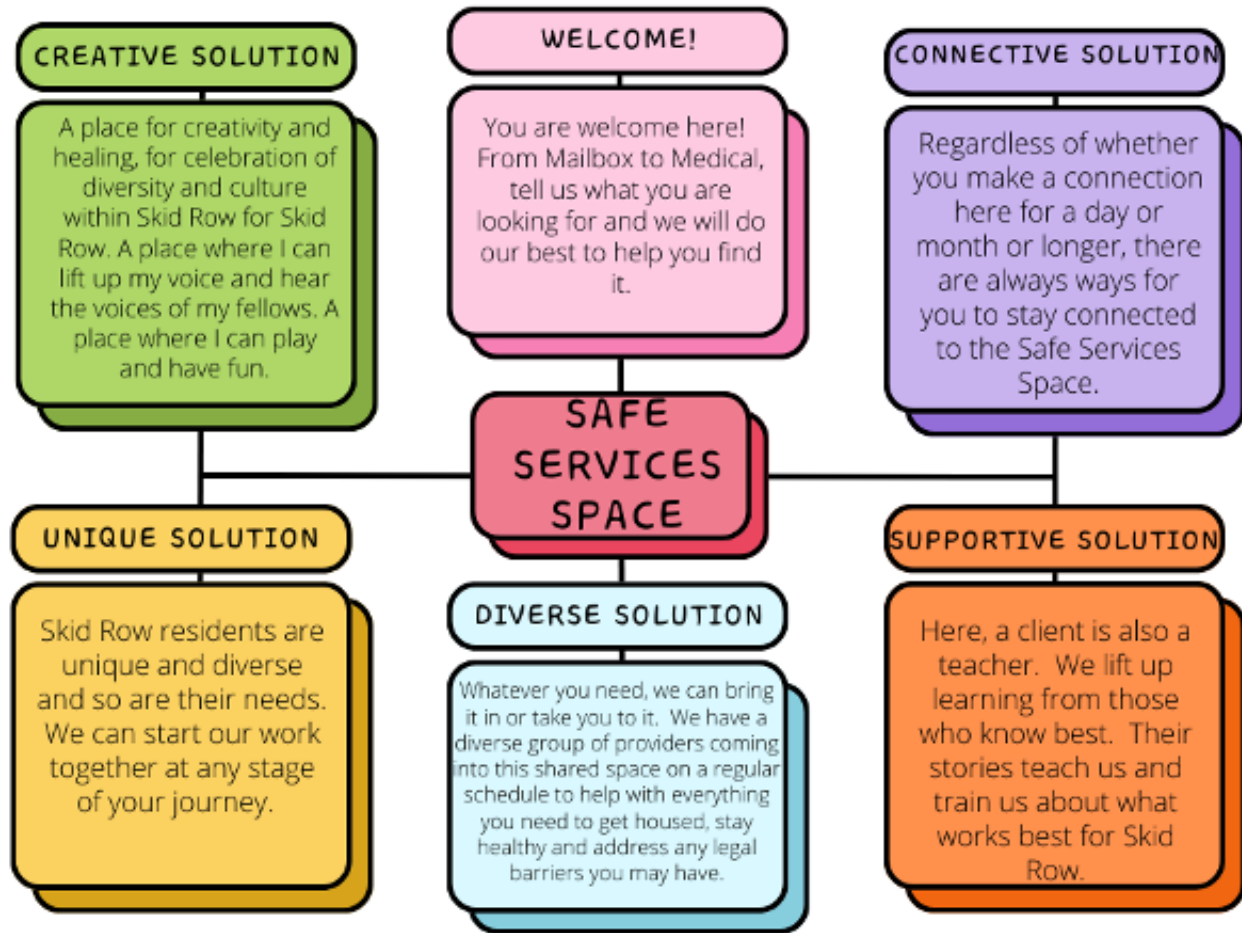 CREATIVE SOLUTION
A place for creativity and
healing, for celebration of
diversity and culture
within Skid Row for Skid
Row. A place where I can
lift up my voice and hear
the voices of my fellows. A
place where I can play
and have fun.
WELCOME!
You are welcome here!
From Mailbox to Medical,
tell us what you are
looking for and we will do
our best to help you find
it.
CONNECTIVE SOLUTION
Regardless of whether
you make a connection
here for a day or
month or longer, there
are always ways for
you to stay connected
to the Safe Services
Space.
SAFE
SERVICES
SPACE
UNIQUE SOLUTION
Skid Row residents are
unique and diverse
and so are their needs.
We can start our work
together at any stage
of your journey.
DIVERSE SOLUTION
Whatever you need, we can bring
it in or take you to it. We have a
diverse group of providers coming
into this shared space on a regular
schedule to help with everything
you need to get housed, stay
healthy and address any legal
barriers you may have.
SUPPORTIVE SOLUTION
Here, a client is also a
teacher. We lift up
learning from those
who know best. Their
stories teach us and
train us about what
works best for Skid
Row.